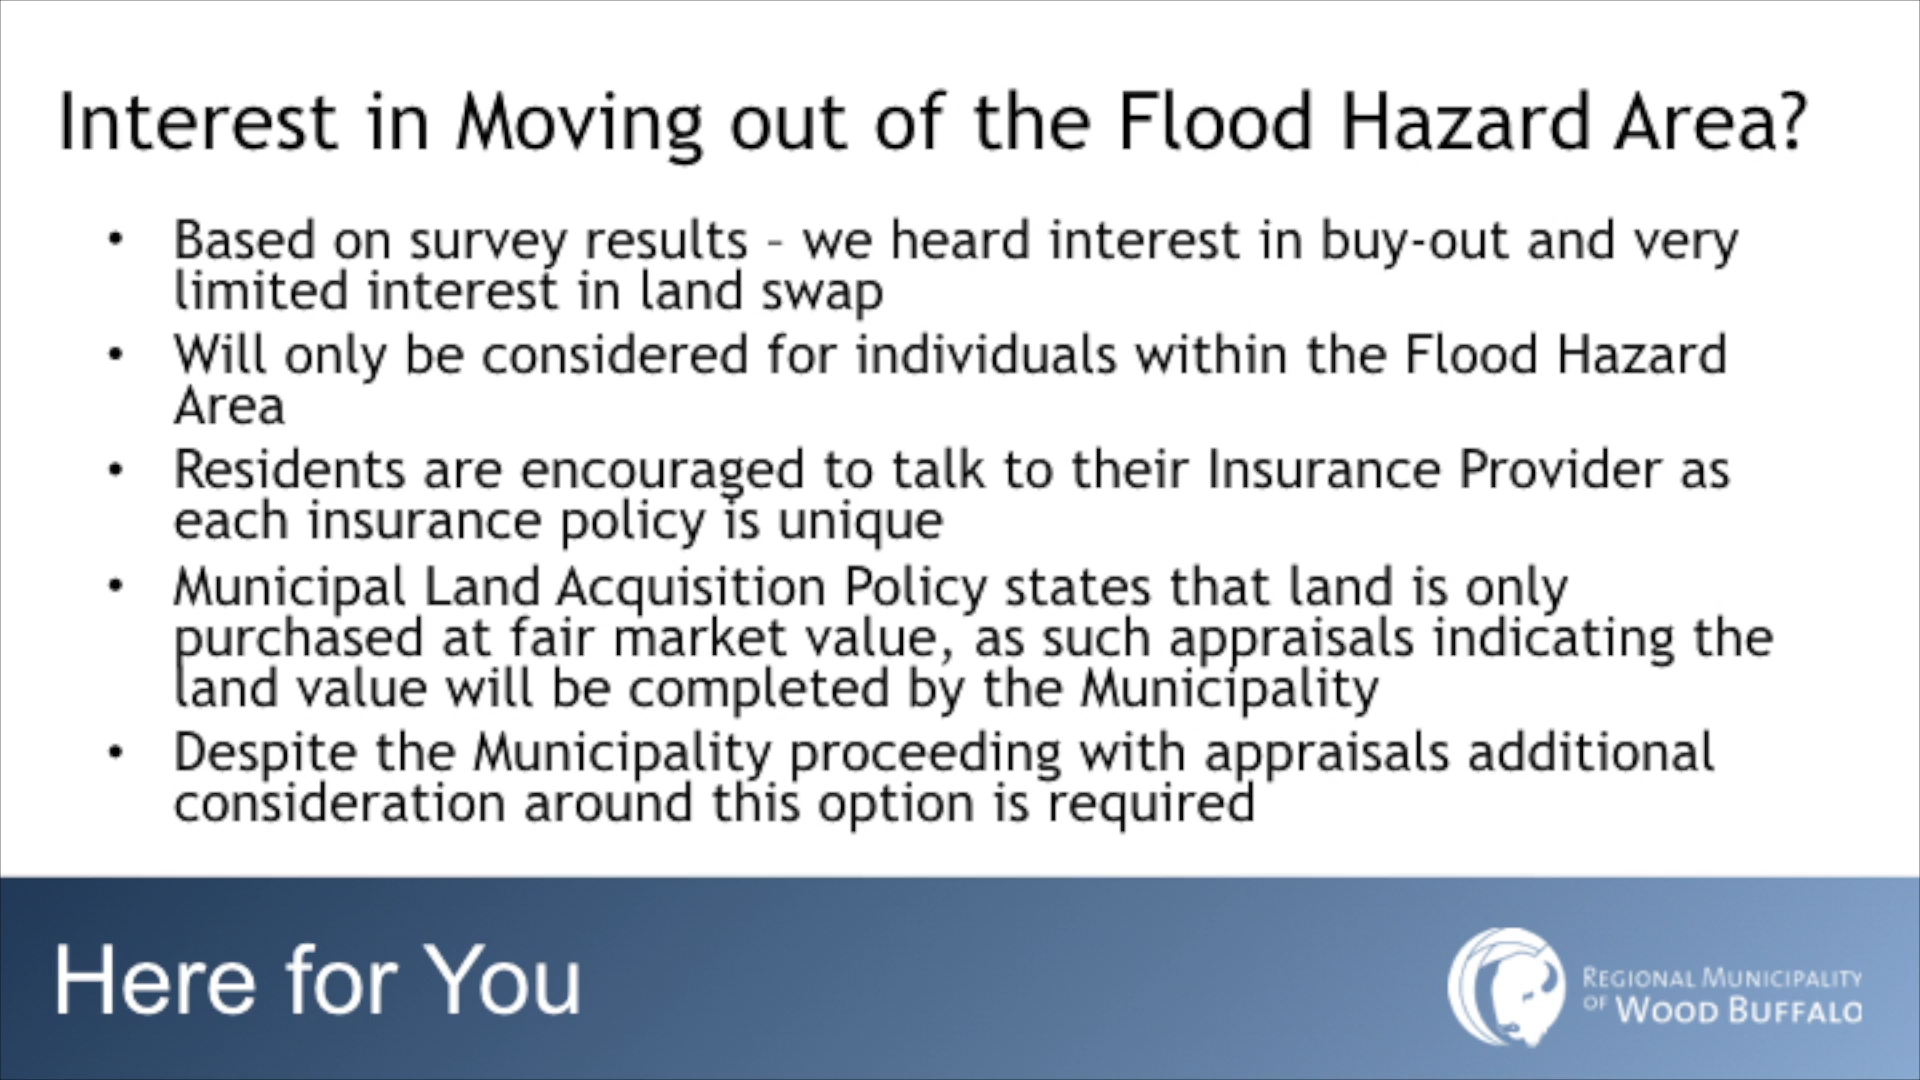 Interest in Moving out of the Flood Hazard Area?
• Based on survey results – we heard interest in buy-out and very
limited interest in land swap
• Will only be considered for individuals within the Flood Hazard
Area
• Residents are encouraged to talk to their Insurance Provider as
each insurance policy is unique
• Municipal Land Acquisition Policy states that land is only
purchased at fair market value, as such appraisals indicating the
land value will be completed by the Municipality
• Despite the Municipality proceeding with appraisals additional
consideration around this option is required
Here for You
REGIONAL MUNICIPALITY
OF WOOD BUFFALO